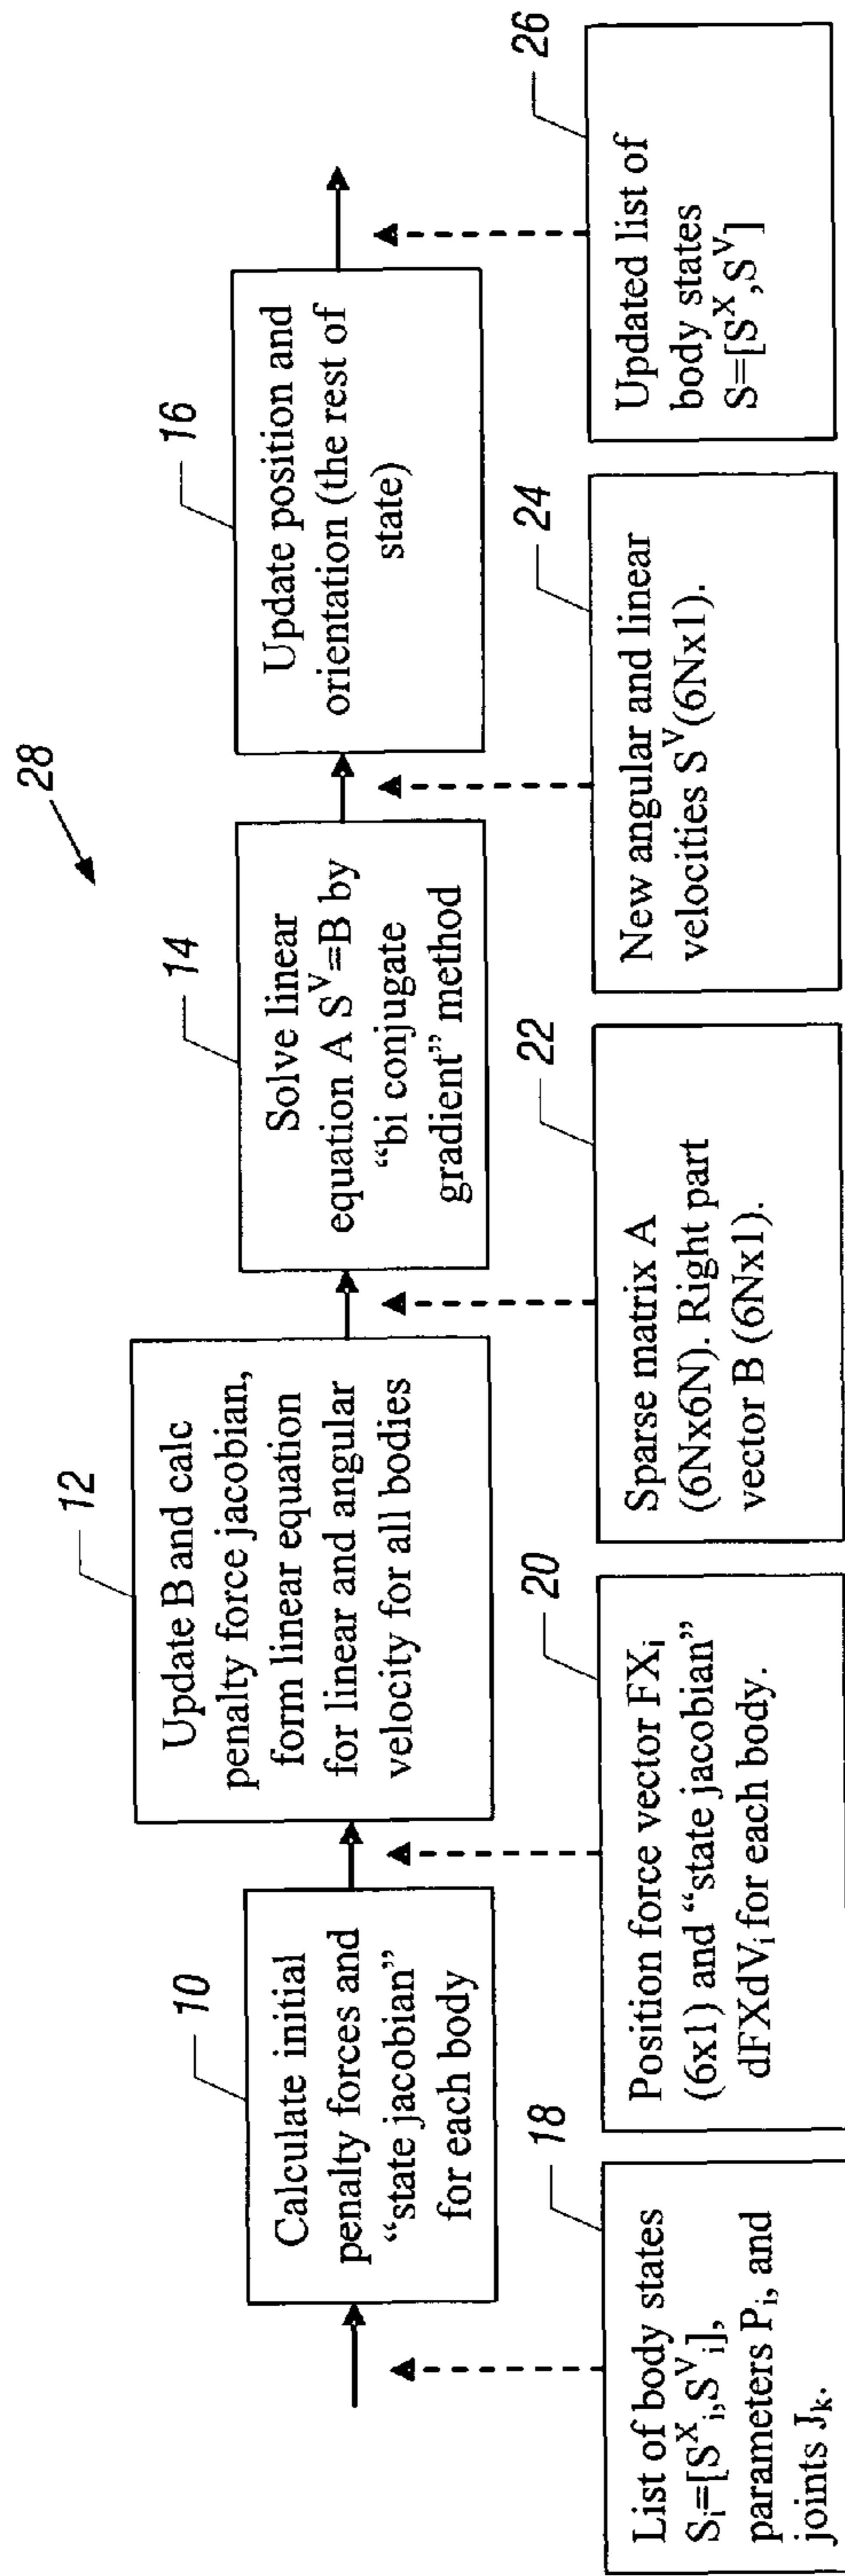 28
10
Calculate initial
penalty forces and
“state jacobian”
for each body
12
Update B and calc
penalty force jacobian,
form linear equation
for linear and angular
velocity for all bodies
14
Solve linear
equation A S^V=B by
“bi conjugate
gradient” method
16
Update position and
orientation (the rest of
state)
18
List of body states
S_i=[S^X_i,S^V_i],
parameters P_i, and
joints J_k.
20
Position force vector FX_i
(6x1) and “state jacobian”
dFXdV_i for each body.
22
Sparse matrix A
(6Nx6N). Right part
vector B (6Nx1).
24
New angular and linear
velocities S^V(6Nx1).
26
Updated list of
body states
S=[S^X,S^V]